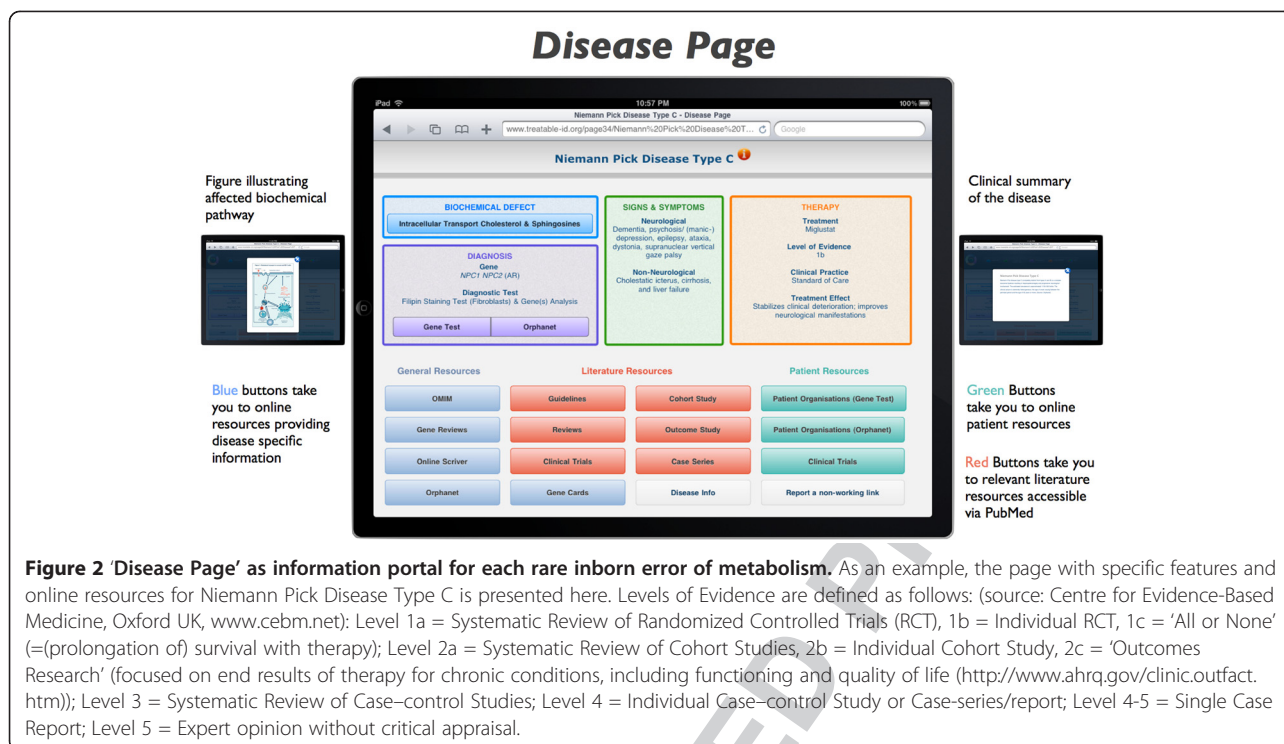 Disease Page
iPad
10:57 PM
100%
Niemann Pick Disease Type C - Disease Page
www.treatable-id.org/page34/Niemann%20Pick%20Disease%20T...
Google
Niemann Pick Disease Type C
Figure illustrating
affected biochemical
pathway
Blue buttons take
you to online
resources providing
disease specific
information
BIOCHEMICAL DEFECT
Intracellular Transport Cholesterol & Sphingosines
DIAGNOSIS
Gene
NPC1 NPC2 (AR)
Diagnostic Test
Filipin Staining Test (Fibroblasts) & Gene(s) Analysis
Gene Test
Orphanet
SIGNS & SYMPTOMS
Neurological
Dementia, psychosis/ (manic-)
depression, epilepsy, ataxia,
dystonia, supranuclear vertical
gaze palsy
Non-Neurological
Cholestatic icterus, cirrhosis,
and liver failure
THERAPY
Treatment
Miglustat
Level of Evidence
1b
Clinical Practice
Standard of Care
Treatment Effect
Stabilizes clinical deterioration; improves
neurological manifestations
General Resources
Literature Resources
Patient Resources
OMIM
Guidelines
Cohort Study
Patient Organisations (Gene Test)
Gene Reviews
Reviews
Outcome Study
Patient Organisations (Orphanet)
Online Scriver
Clinical Trials
Case Series
Clinical Trials
Orphanet
Gene Cards
Disease Info
Report a non-working link
Clinical summary
of the disease
Green Buttons
take you to online
patient resources
Red Buttons take you
to relevant literature
resources accessible
via PubMed
Figure 2 'Disease Page' as information portal for each rare inborn error of metabolism. As an example, the page with specific features and
online resources for Niemann Pick Disease Type C is presented here. Levels of Evidence are defined as follows: (source: Centre for Evidence-Based
Medicine, Oxford UK, www.cebm.net): Level 1a = Systematic Review of Randomized Controlled Trials (RCT), 1b = Individual RCT, 1c = 'All or None'
(=(prolongation of) survival with therapy); Level 2a = Systematic Review of Cohort Studies, 2b = Individual Cohort Study, 2c = 'Outcomes
Research' (focused on end results of therapy for chronic conditions, including functioning and quality of life (http://www.ahrq.gov/clinic.outfact.
htm)); Level 3 = Systematic Review of Case–control Studies; Level 4 = Individual Case–control Study or Case-series/report; Level 4-5 = Single Case
Report; Level 5 = Expert opinion without critical appraisal.